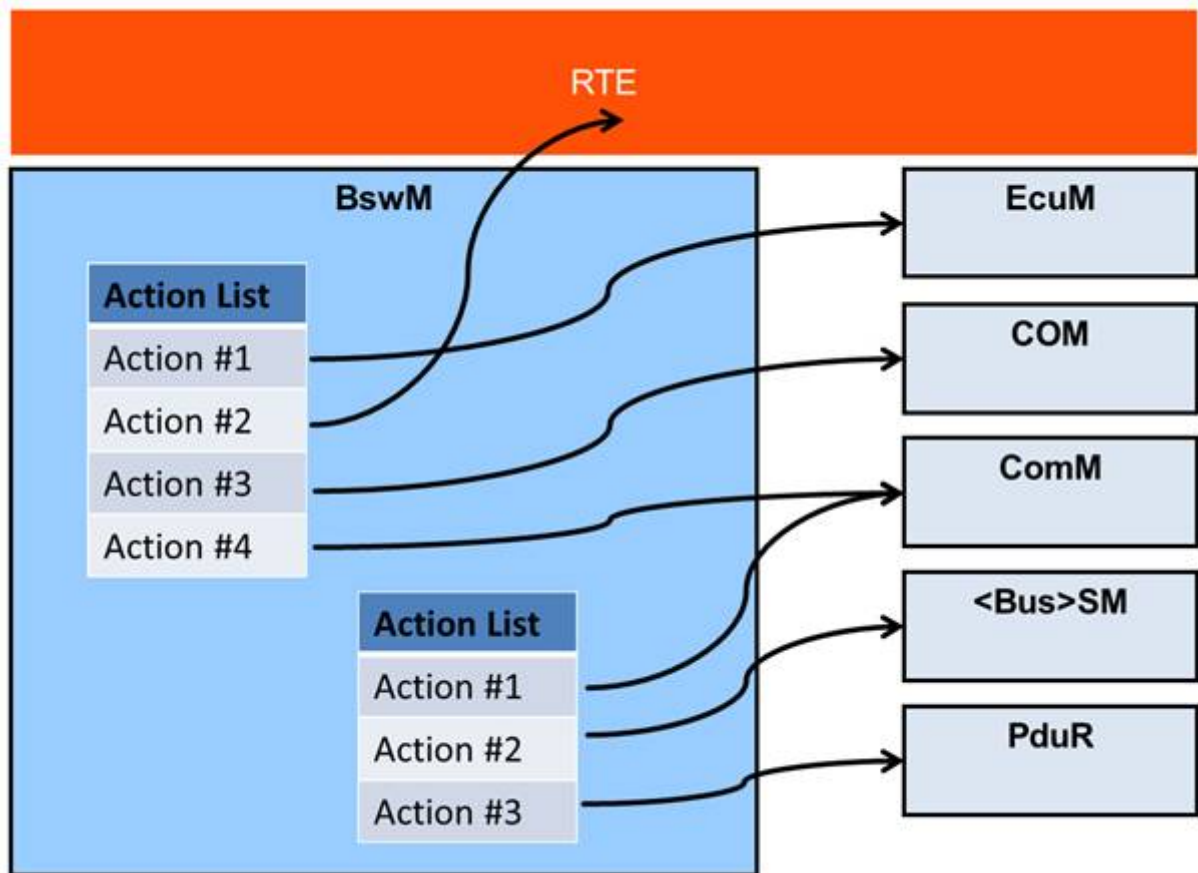 RTE
BswM
Action List
Action #1
Action #2
Action #3
Action #4
Action List
Action #1
Action #2
Action #3
EcuM
COM
ComM
<Bus>SM
PduR